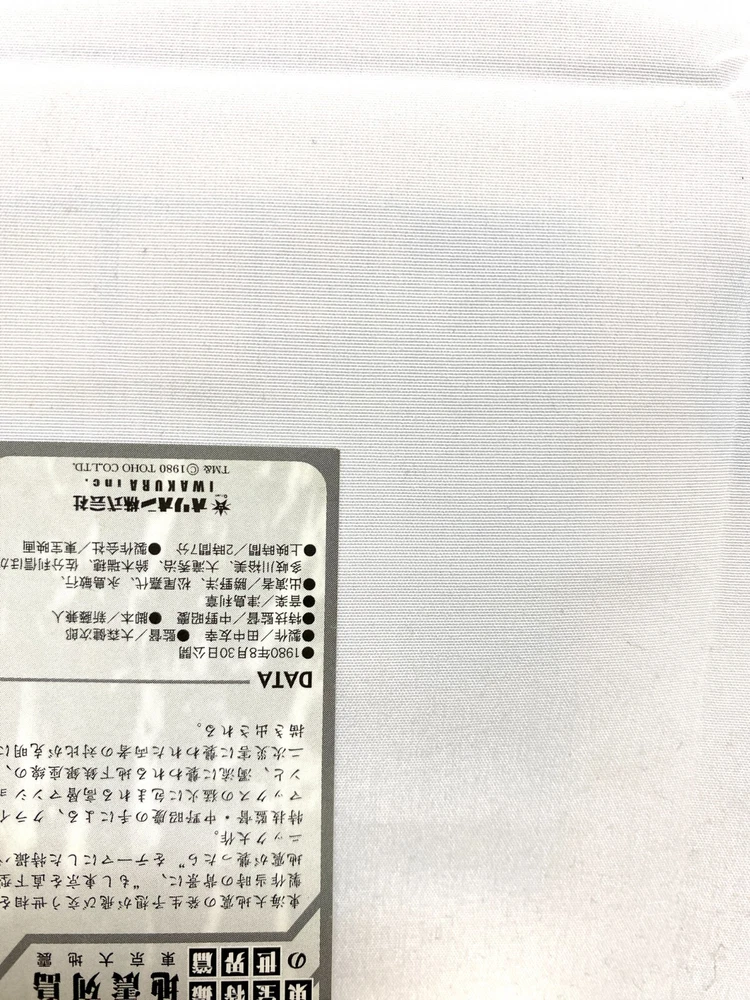 東宝特撮
地震列島
の世界篇
東京大地震
東海大地震の発生予想が飛び交う世相を
製作当時の背景に、“もし東京を直下型
地震が襲ったら”をテーマにした特撮パ
ニック大作。
特技監督・中野昭慶の手による、クライ
マックスの猛火に包まれる高層マンショ
ンと、濁流に襲われる地下鉄銀座線の、
二次災害に襲われた両者の対比が克明に
描き出される。
DATA
●1980年8月30日公開
●製作／田中友幸 ●監督／大森健次郎
●特技監督／中野昭慶 ●脚本／新藤兼人
●音楽／津島利章
●出演者／勝野洋、松尾嘉代、永島敏行、
多岐川裕美、大滝秀治、鈴木瑞穂、佐分利信ほか
●上映時間／2時間7分 ●製作会社／東宝映画
オリオン株式会社
IWAKURA inc.
TM&©1980 TOHO CO.,LTD.